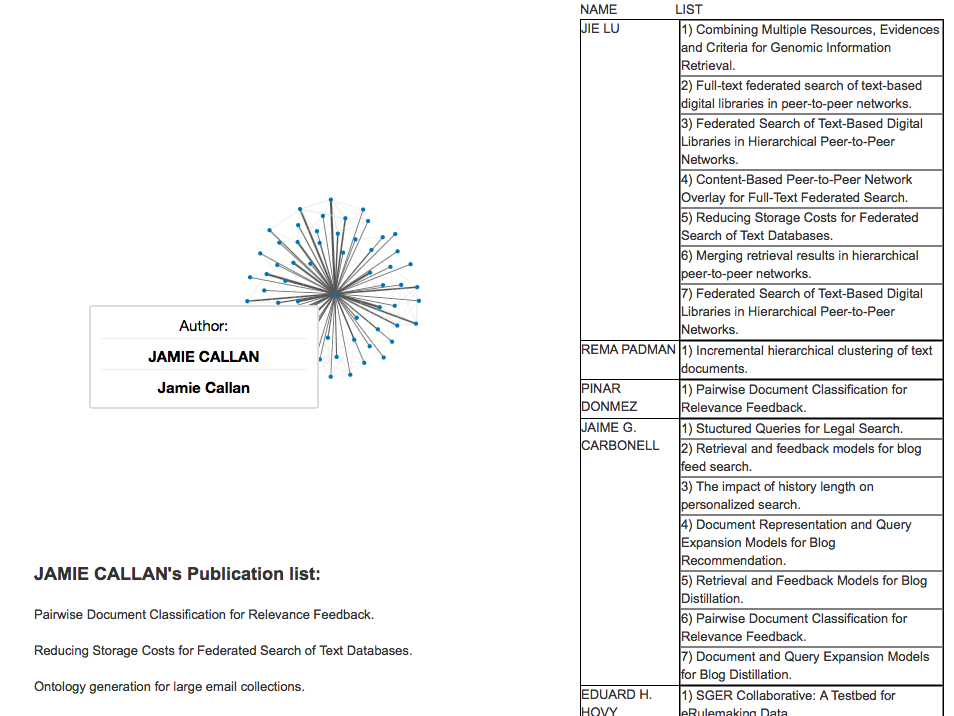 Author:
JAMIE CALLAN
Jamie Callan
JAMIE CALLAN's Publication list:
Pairwise Document Classification for Relevance Feedback.
Reducing Storage Costs for Federated Search of Text Databases.
Ontology generation for large email collections.
NAME LIST
JIE LU
1) Combining Multiple Resources, Evidences
and Criteria for Genomic Information
Retrieval.
2) Full-text federated search of text-based
digital libraries in peer-to-peer networks.
3) Federated Search of Text-Based Digital
Libraries in Hierarchical Peer-to-Peer
Networks.
4) Content-Based Peer-to-Peer Network
Overlay for Full-Text Federated Search.
5) Reducing Storage Costs for Federated
Search of Text Databases.
6) Merging retrieval results in hierarchical
peer-to-peer networks.
7) Federated Search of Text-Based Digital
Libraries in Hierarchical Peer-to-Peer
Networks.
REMA PADMAN
1) Incremental hierarchical clustering of text
documents.
PINAR
DONMEZ
1) Pairwise Document Classification for
Relevance Feedback.
JAIME G.
CARBONELL
1) Stuctured Queries for Legal Search.
2) Retrieval and feedback models for blog
feed search.
3) The impact of history length on
personalized search.
4) Document Representation and Query
Expansion Models for Blog
Recommendation.
5) Retrieval and Feedback Models for Blog
Distillation.
6) Pairwise Document Classification for
Relevance Feedback.
7) Document and Query Expansion Models
for Blog Distillation.
EDUARD H.
HOVY
1) SGER Collaborative: A Testbed for
eRulemaking Data